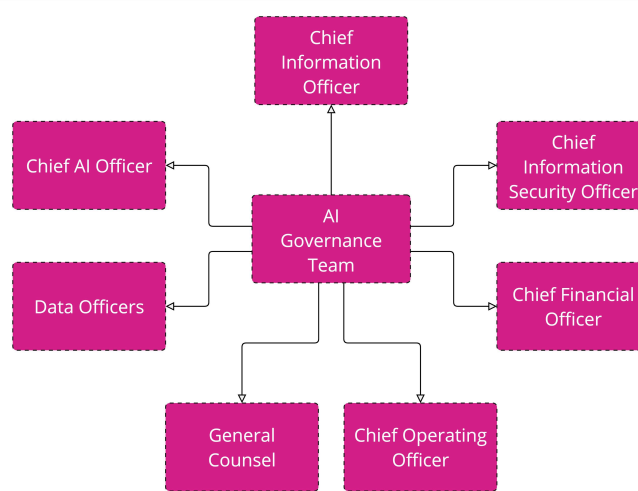 Chief
Information
Officer
Chief AI Officer
Chief
Information
Security Officer
AI
Governance
Team
Data Officers
Chief Financial
Officer
General
Counsel
Chief Operating
Officer